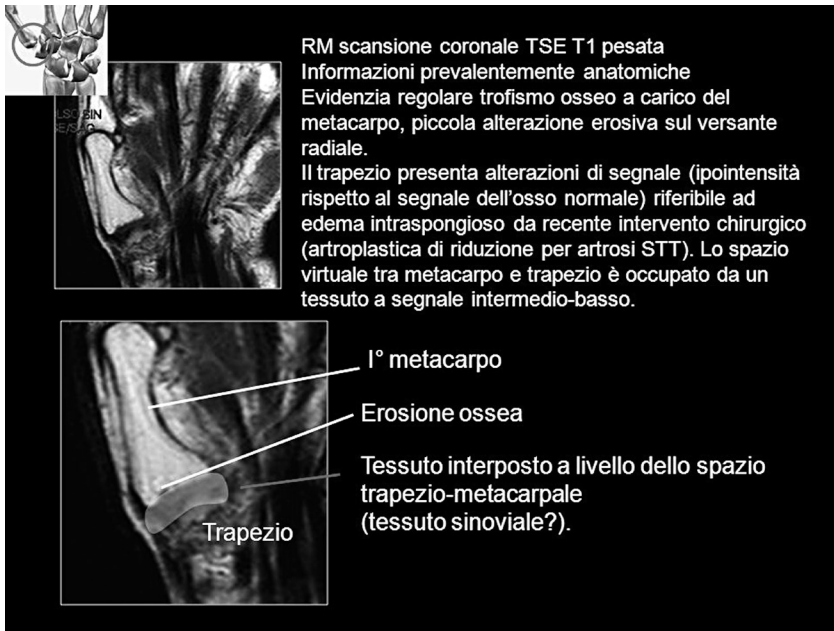 RM scansione coronale TSE T1 pesata
Informazioni prevalentemente anatomiche
Evidenzia regolare trofismo osseo a carico del
metacarpo, piccola alterazione erosiva sul versante
radiale.
Il trapezio presenta alterazioni di segnale (ipointensità
rispetto al segnale dell'osso normale) riferibile ad
edema intraspongioso da recente intervento chirurgico
(artroplastica di riduzione per artrosi STT). Lo spazio
virtuale tra metacarpo e trapezio è occupato da un
tessuto a segnale intermedio-basso.
I° metacarpo
Erosione ossea
Tessuto interposto a livello dello spazio
trapezio-metacarpale
(tessuto sinoviale?).
Trapezio